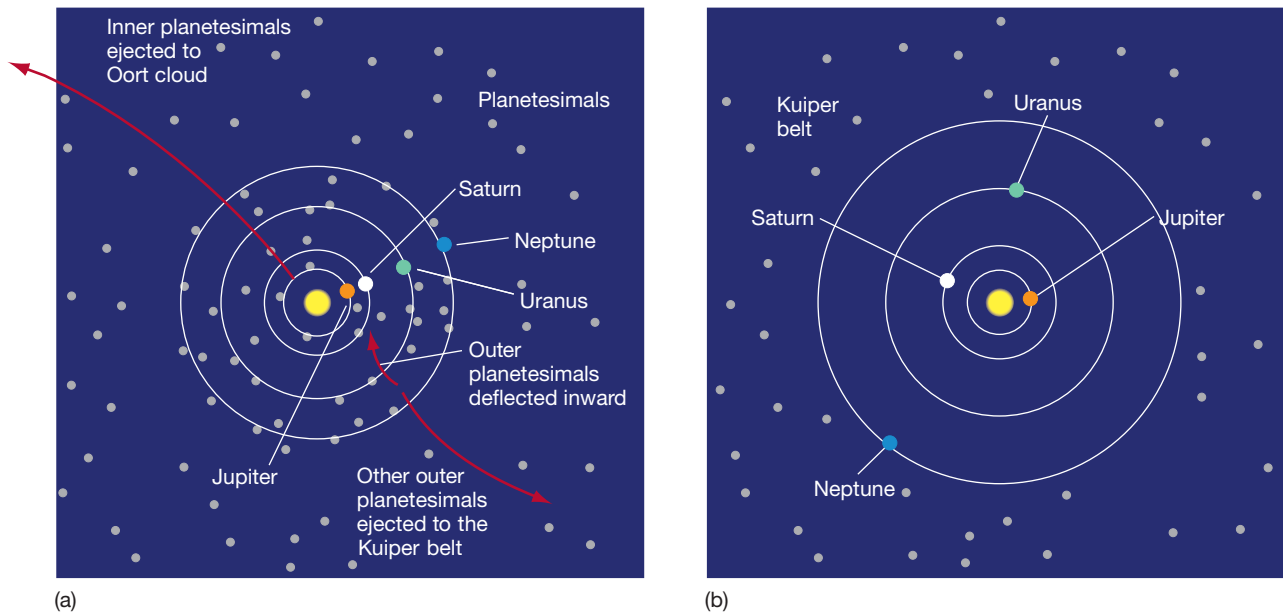 Inner planetesimals
ejected to
Oort cloud
Planetesimals
Saturn
Neptune
Uranus
Outer
planetesimals
deflected inward
Jupiter
Other outer
planetesimals
ejected to the
Kuiper belt
(a)
Kuiper
belt
Uranus
Saturn
Jupiter
Neptune
(b)